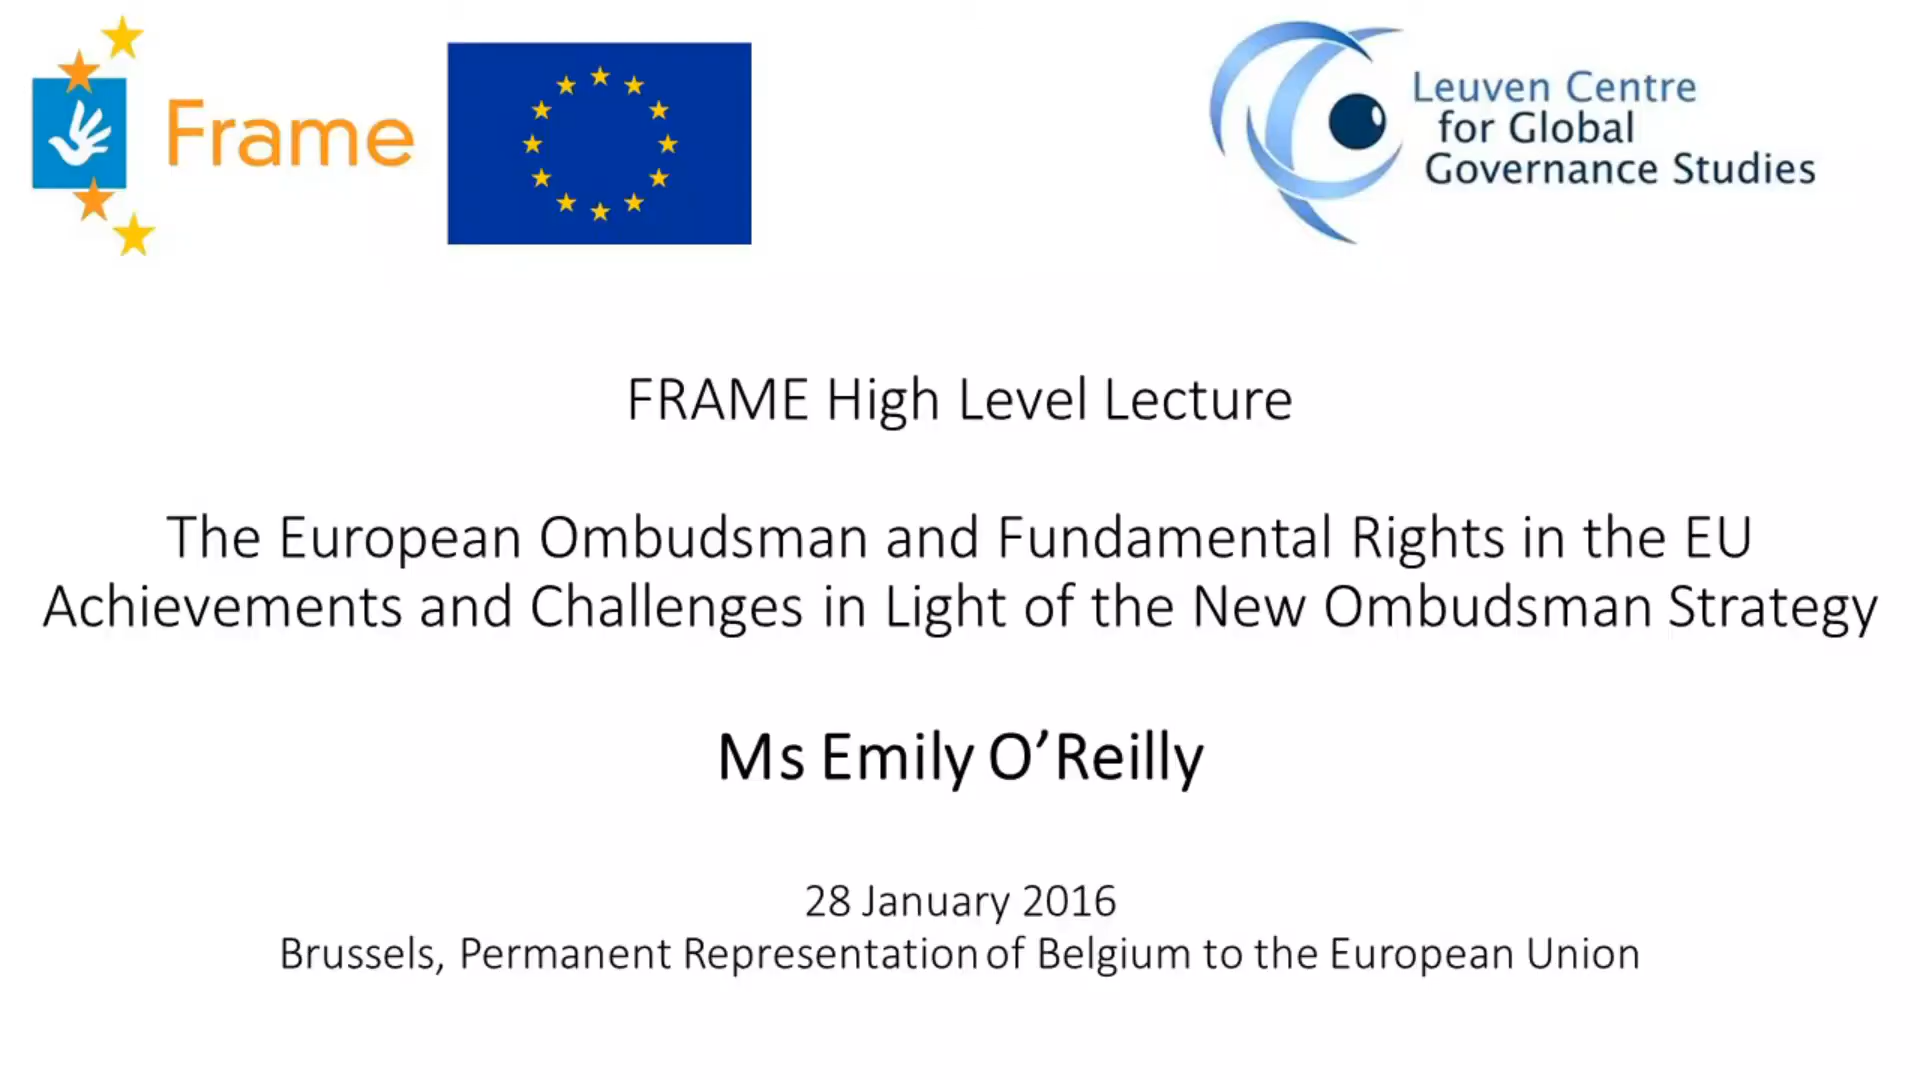 Frame
Leuven Centre
for Global
Governance Studies
FRAME High Level Lecture
The European Ombudsman and Fundamental Rights in the EU
Achievements and Challenges in Light of the New Ombudsman Strategy
Ms Emily O’Reilly
28 January 2016
Brussels, Permanent Representation of Belgium to the European Union